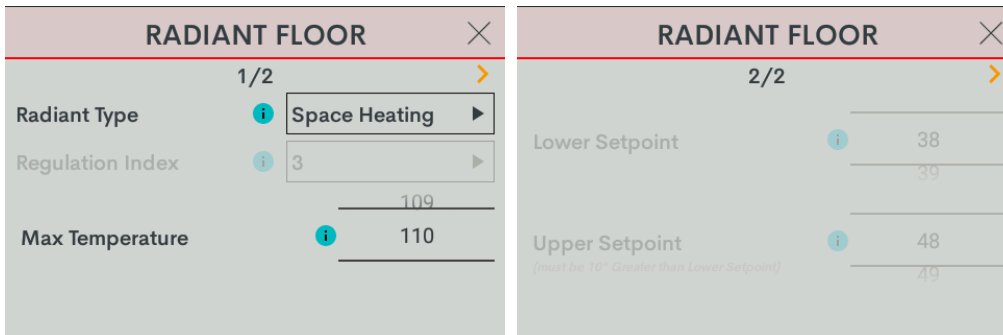 RADIANT FLOOR
1/2
Radiant Type i Space Heating
Regulation Index i 3
109
Max Temperature i 110
RADIANT FLOOR
2/2
Lower Setpoint i 38
39
Upper Setpoint i 48
(must be 10° Greater than Lower Setpoint)
49